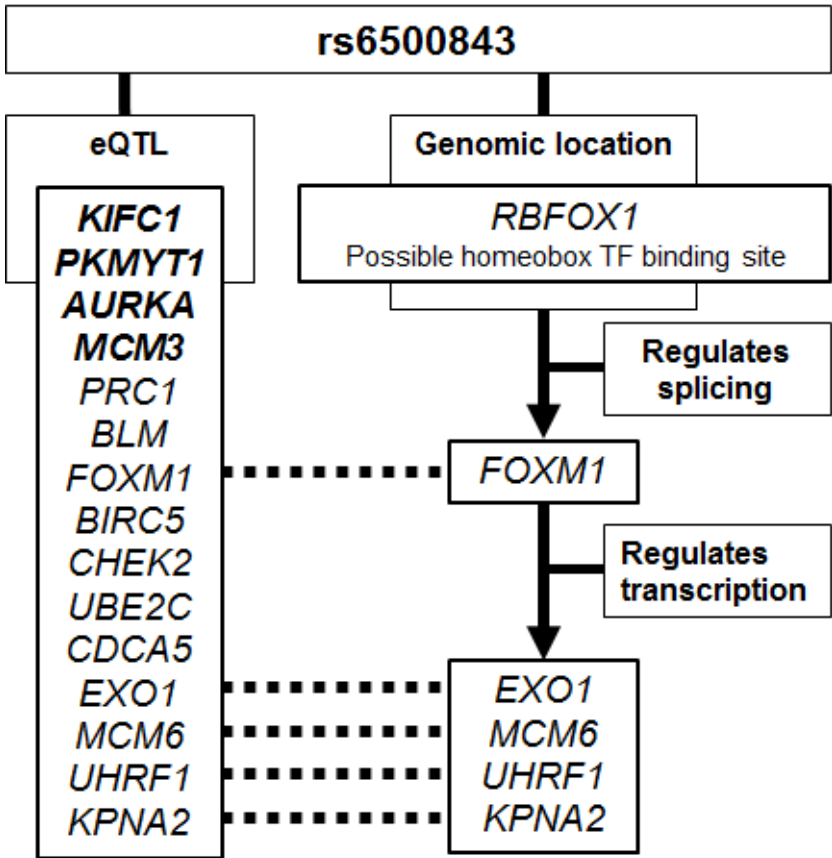 rs6500843
eQTL
KIFC1
PKMYT1
AURKA
MCM3
PRC1
BLM
FOXM1
BIRC5
CHEK2
UBE2C
CDCA5
EXO1
MCM6
UHRF1
KPNA2
Genomic location
RBFOX1
Possible homeobox TF binding site
Regulates
splicing
FOXM1
Regulates
transcription
EXO1
MCM6
UHRF1
KPNA2